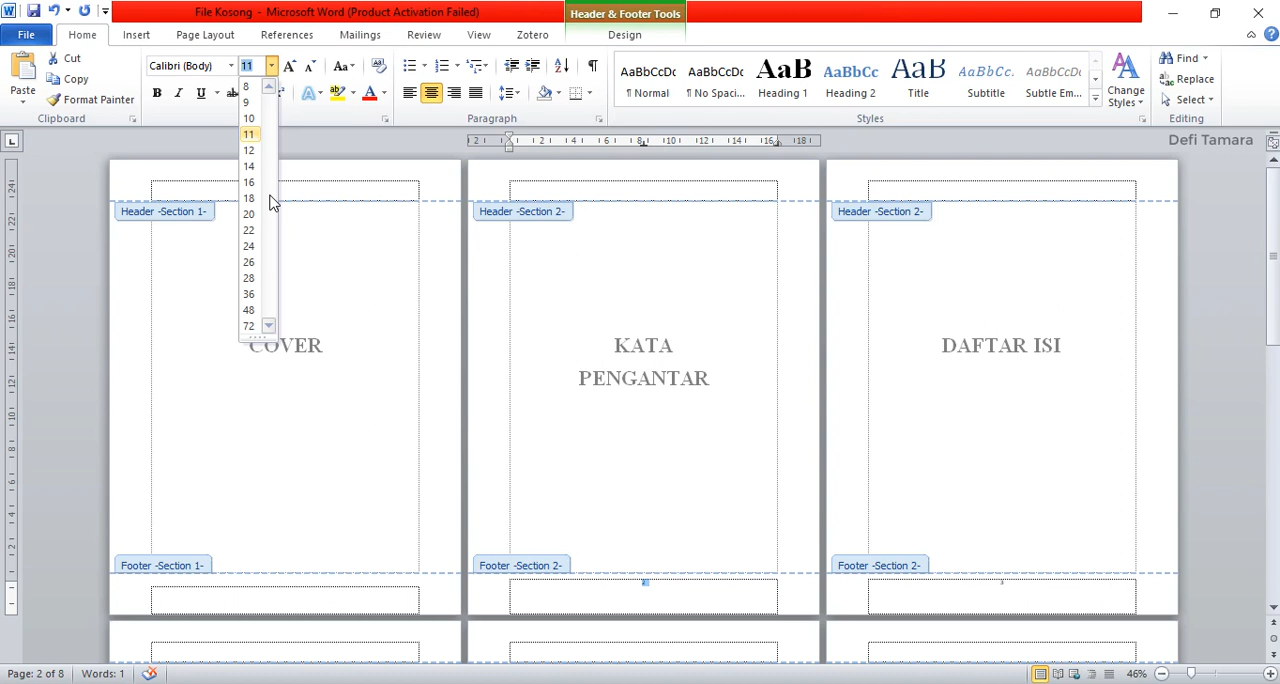 File Kosong - Microsoft Word (Product Activation Failed)
Header & Footer Tools
File Home Insert Page Layout References Mailings Review View Zotero Design
Paste
Cut
Copy
Format Painter
Clipboard
Calibri (Body) 11
Paragraph
AaBbCcDc AaBbCcDc AaB AaBbCc AaB AaBbCc. AaBbCcDc
¶ Normal ¶ No Spaci... Heading 1 Heading 2 Title Subtitle Subtle Em...
Change
Styles
Styles
Find
Replace
Select
Editing
8
9
10
11
12
14
16
18
20
22
24
26
28
36
48
72
Defi Tamara
Header -Section 1- Header -Section 2- Header -Section 2-
COVER
KATA
PENGANTAR
DAFTAR ISI
Footer -Section 1- Footer -Section 2- Footer -Section 2-
Page: 2 of 8 Words: 1 46%